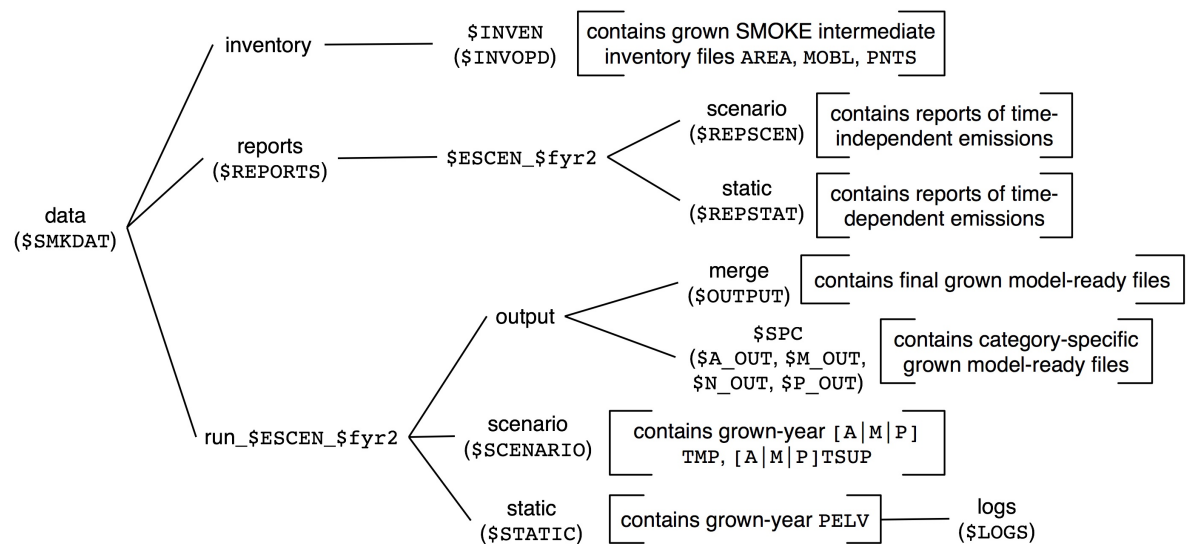 inventory
$INVEN
($INVOPD)
contains grown SMOKE intermediate
inventory files AREA, MOBL, PNTS
reports
($REPORTS)
$ESCEN_$fyr2
scenario
($REPSCEN)
contains reports of time-
independent emissions
static
($REPSTAT)
contains reports of time-
dependent emissions
data
($SMKDAT)
run_$ESCEN_$fyr2
output
merge
($OUTPUT)
contains final grown model-ready files
$SPC
($A_OUT, $M_OUT,
$N_OUT, $P_OUT)
contains category-specific
grown model-ready files
scenario
($SCENARIO)
contains grown-year [A|M|P]
TMP, [A|M|P]TSUP
static
($STATIC)
contains grown-year PELV
logs
($LOGS)